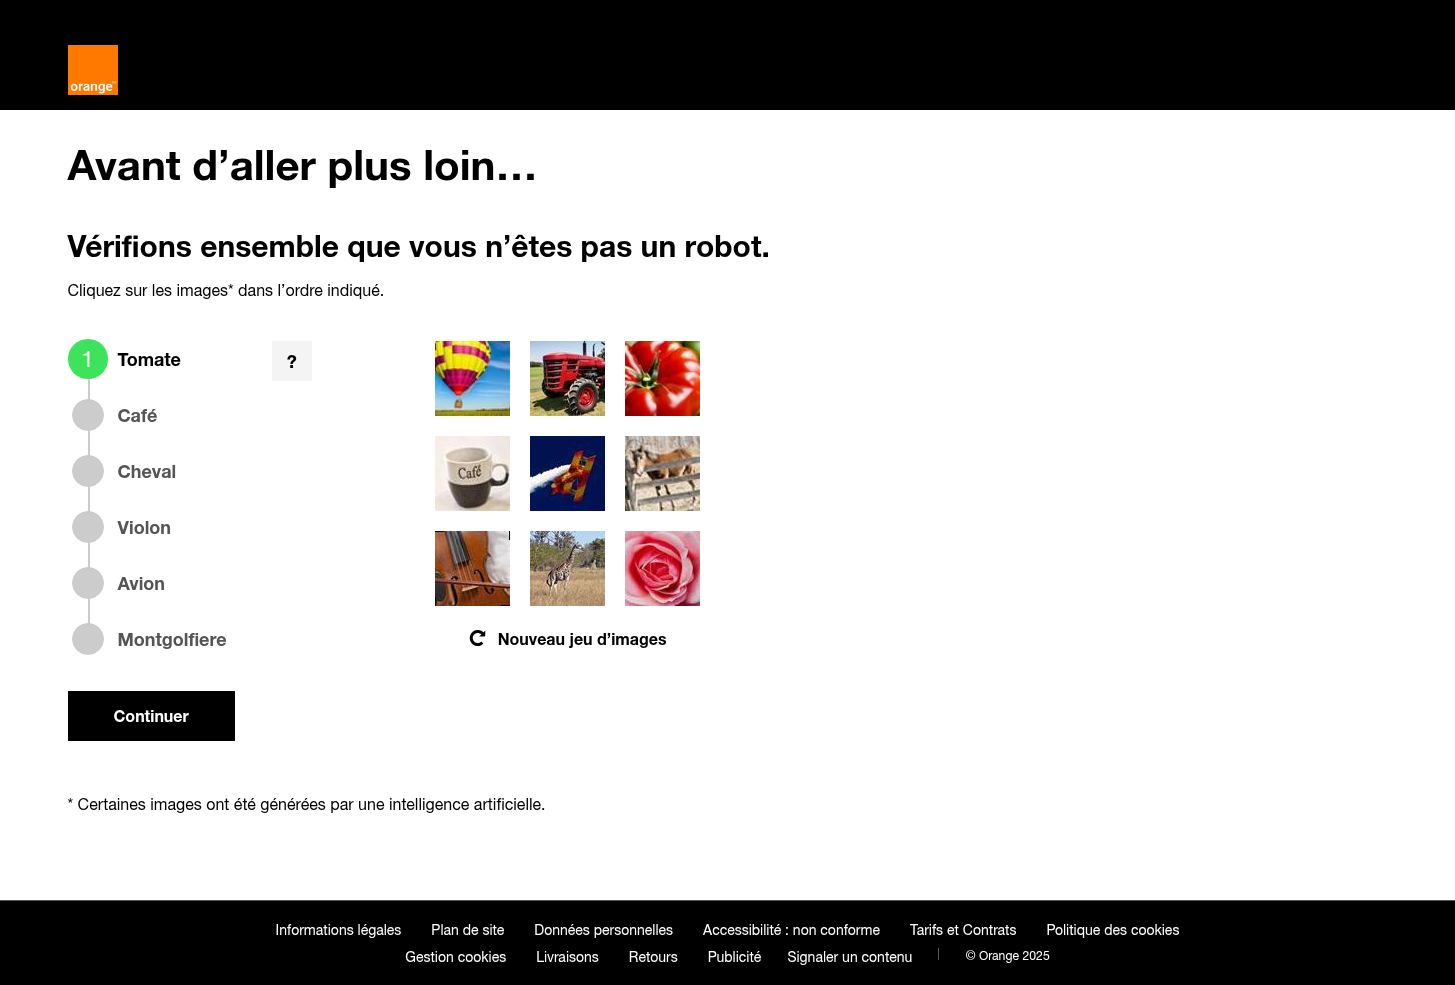 orange™
Avant d’aller plus loin…
Vérifions ensemble que vous n’êtes pas un robot.
Cliquez sur les images* dans l’ordre indiqué.
1 Tomate
?
Café
Cheval
Violon
Avion
Montgolfiere
Café
Nouveau jeu d’images
Continuer
* Certaines images ont été générées par une intelligence artificielle.
Informations légales Plan de site Données personnelles Accessibilité : non conforme Tarifs et Contrats Politique des cookies
Gestion cookies Livraisons Retours Publicité Signaler un contenu © Orange 2025